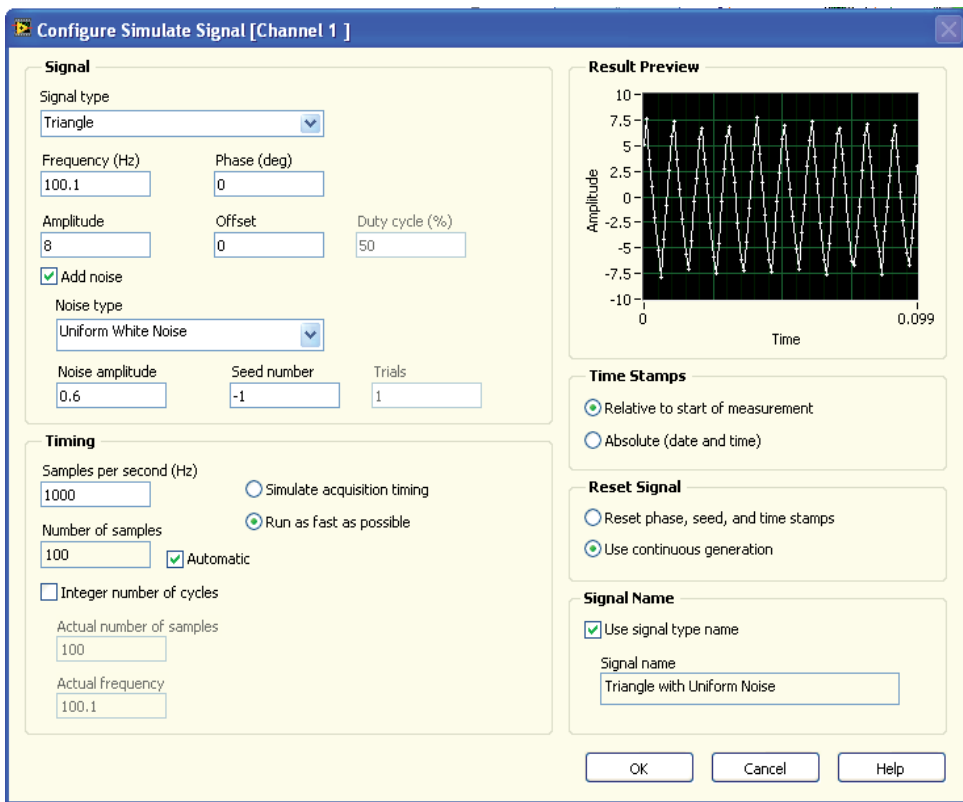 Configure Simulate Signal [Channel 1 ]
Signal
Signal type
Triangle
Frequency (Hz) Phase (deg)
100.1 0
Amplitude Offset Duty cycle (%)
8 0 50
Add noise
Noise type
Uniform White Noise
Noise amplitude Seed number Trials
0.6 -1 1
Timing
Samples per second (Hz)
1000
Simulate acquisition timing
Run as fast as possible
Number of samples
100 Automatic
Integer number of cycles
Actual number of samples
100
Actual frequency
100.1
Result Preview
Amplitude
10
7.5
5
2.5
0
-2.5
-5
-7.5
-10
0 0.099
Time
Time Stamps
Relative to start of measurement
Absolute (date and time)
Reset Signal
Reset phase, seed, and time stamps
Use continuous generation
Signal Name
Use signal type name
Signal name
Triangle with Uniform Noise
OK Cancel Help